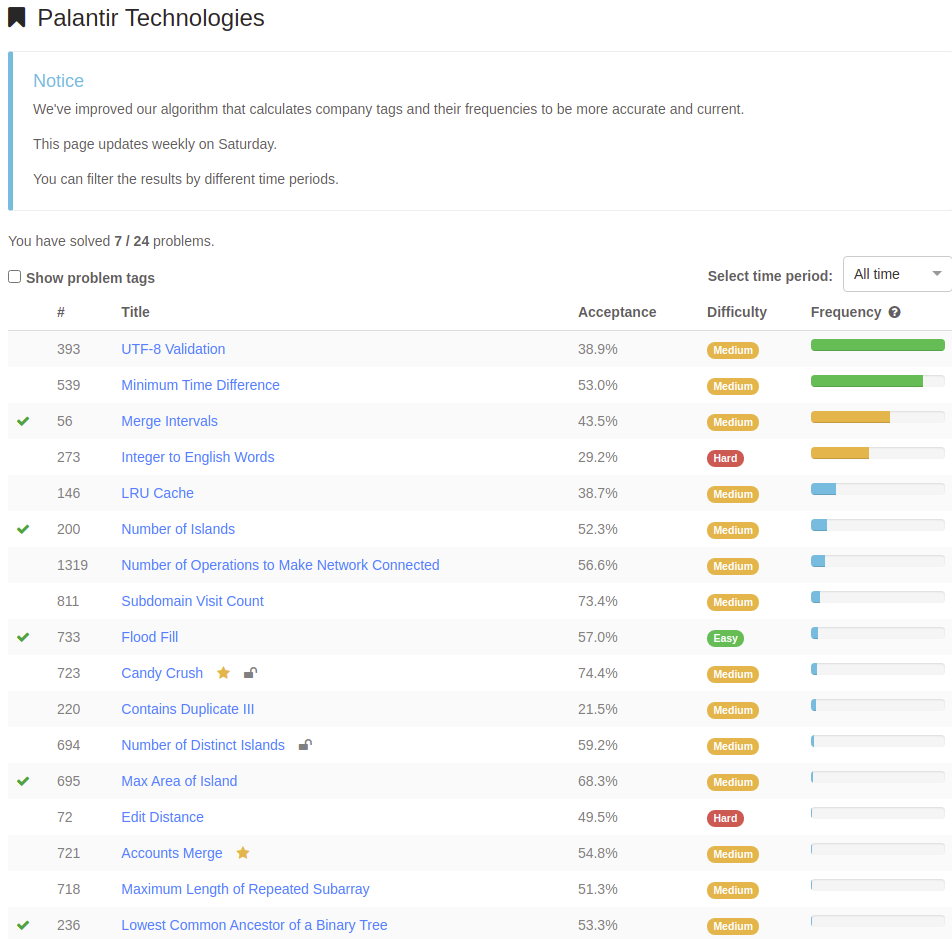 Palantir Technologies
Notice
We've improved our algorithm that calculates company tags and their frequencies to be more accurate and current.
This page updates weekly on Saturday.
You can filter the results by different time periods.
You have solved 7 / 24 problems.
Show problem tags Select time period: All time
# Title Acceptance Difficulty Frequency ?
393 UTF-8 Validation 38.9% Medium
539 Minimum Time Difference 53.0% Medium
56 Merge Intervals 43.5% Medium
273 Integer to English Words 29.2% Hard
146 LRU Cache 38.7% Medium
200 Number of Islands 52.3% Medium
1319 Number of Operations to Make Network Connected 56.6% Medium
811 Subdomain Visit Count 73.4% Medium
733 Flood Fill 57.0% Easy
723 Candy Crush 74.4% Medium
220 Contains Duplicate III 21.5% Medium
694 Number of Distinct Islands 59.2% Medium
695 Max Area of Island 68.3% Medium
72 Edit Distance 49.5% Hard
721 Accounts Merge 54.8% Medium
718 Maximum Length of Repeated Subarray 51.3% Medium
236 Lowest Common Ancestor of a Binary Tree 53.3% Medium